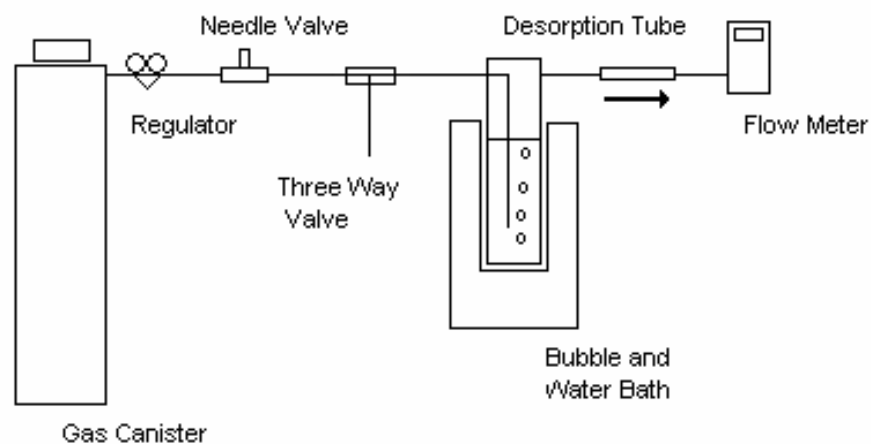 Needle Valve
Desorption Tube
Regulator
Flow Meter
Three Way
Valve
Bubble and
Water Bath
Gas Canister